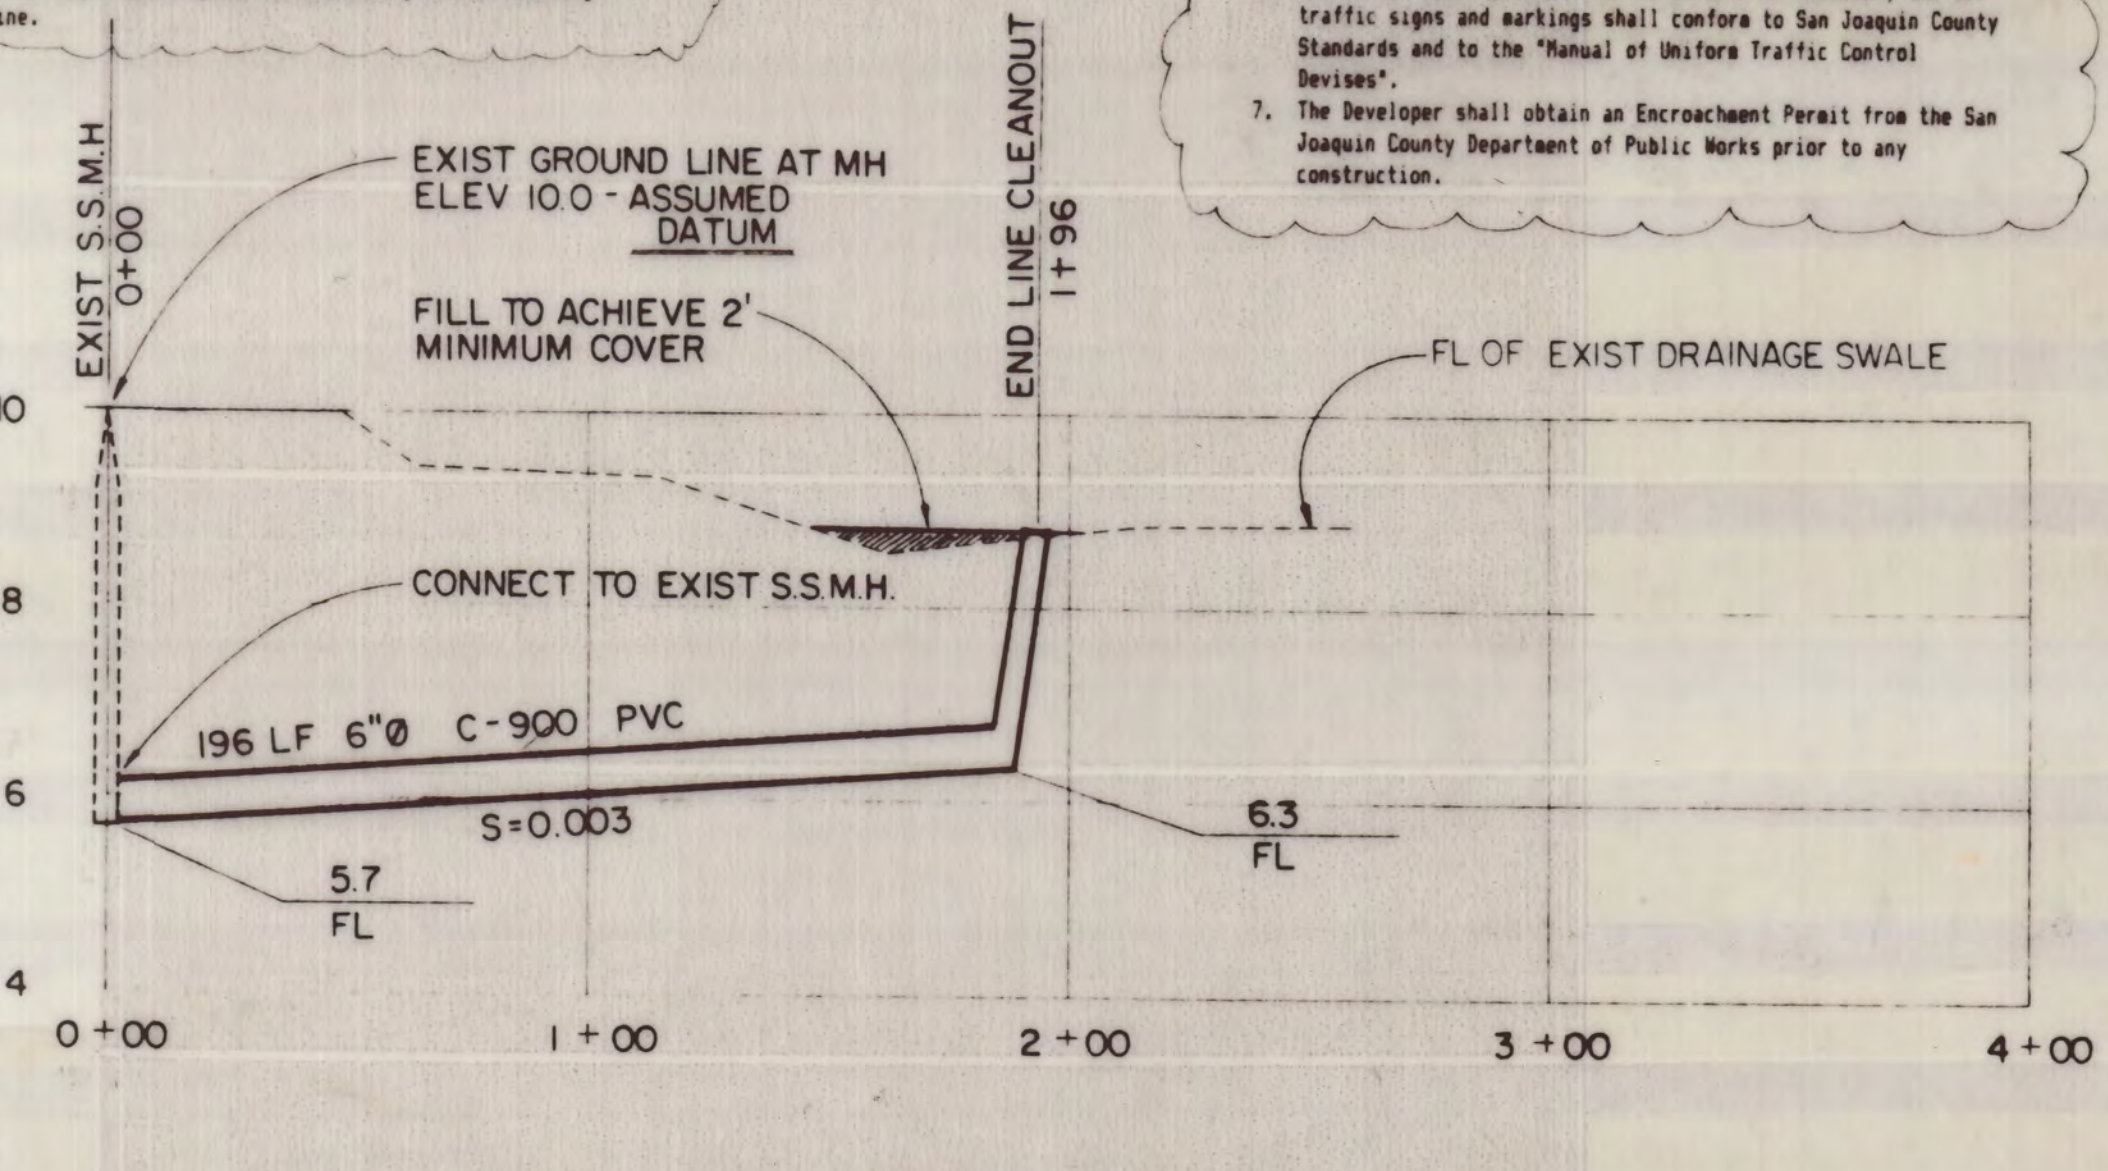 ine.
traffic signs and markings shall conform to San Joaquin County
Standards and to the "Manual of Uniform Traffic Control
Devises".
7. The Developer shall obtain an Encroachment Permit from the San
Joaquin County Department of Public Works prior to any
construction.
EXIST S.S.M.H
0+00
EXIST GROUND LINE AT MH
ELEV 10.0 - ASSUMED
DATUM
END LINE CLEANOUT
1+96
FILL TO ACHIEVE 2'
MINIMUM COVER
FL OF EXIST DRAINAGE SWALE
10
CONNECT TO EXIST S.S.M.H.
8
196 LF 6"Ø C-900 PVC
6
S=0.003
6.3
FL
5.7
FL
4
0+00
1+00
2+00
3+00
4+00